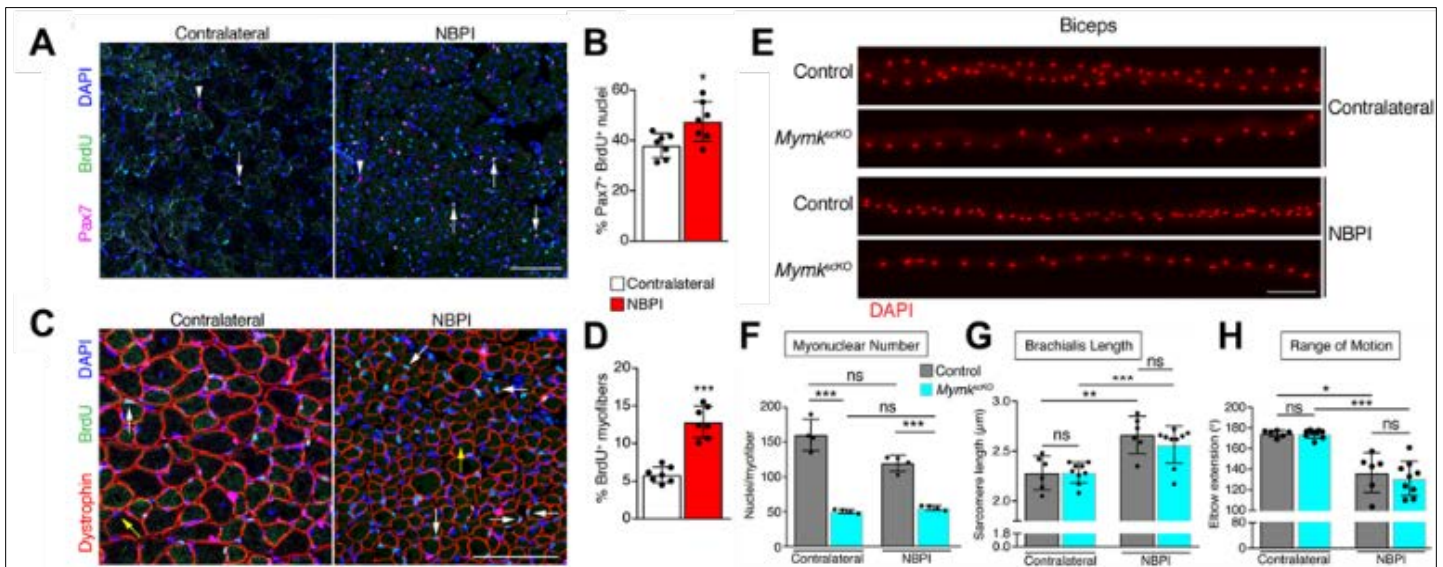 A
Contralateral
NBPI
Pax7 BrdU DAPI
B
*
% Pax7⁺ BrdU⁺ nuclei
60
40
20
0
Contralateral
NBPI
C
Contralateral
NBPI
Dystrophin BrdU DAPI
D
***
% BrdU⁺ myofibers
20
15
10
5
0
E
Biceps
Control
Mymkˢᶜᴷᴼ
Contralateral
Control
Mymkˢᶜᴷᴼ
NBPI
DAPI
F
Myonuclear Number
Control
Mymkˢᶜᴷᴼ
ns
***
ns
***
Nuclei/myofiber
200
150
100
50
0
Contralateral
NBPI
G
Brachialis Length
ns
***
**
ns
Sarcomere length (μm)
3.0
2.5
2.0
1.8
0.0
Contralateral
NBPI
H
Range of Motion
*
ns
***
ns
Elbow extension (°)
200
180
160
140
120
100
80
0
Contralateral
NBPI